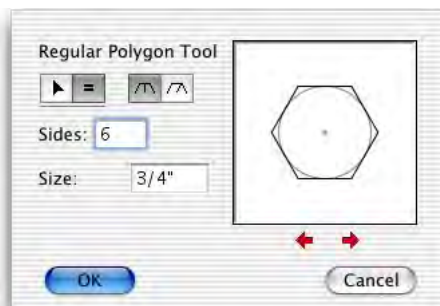 Regular Polygon Tool
=
Sides: 6
Size: 3/4"
OK
Cancel